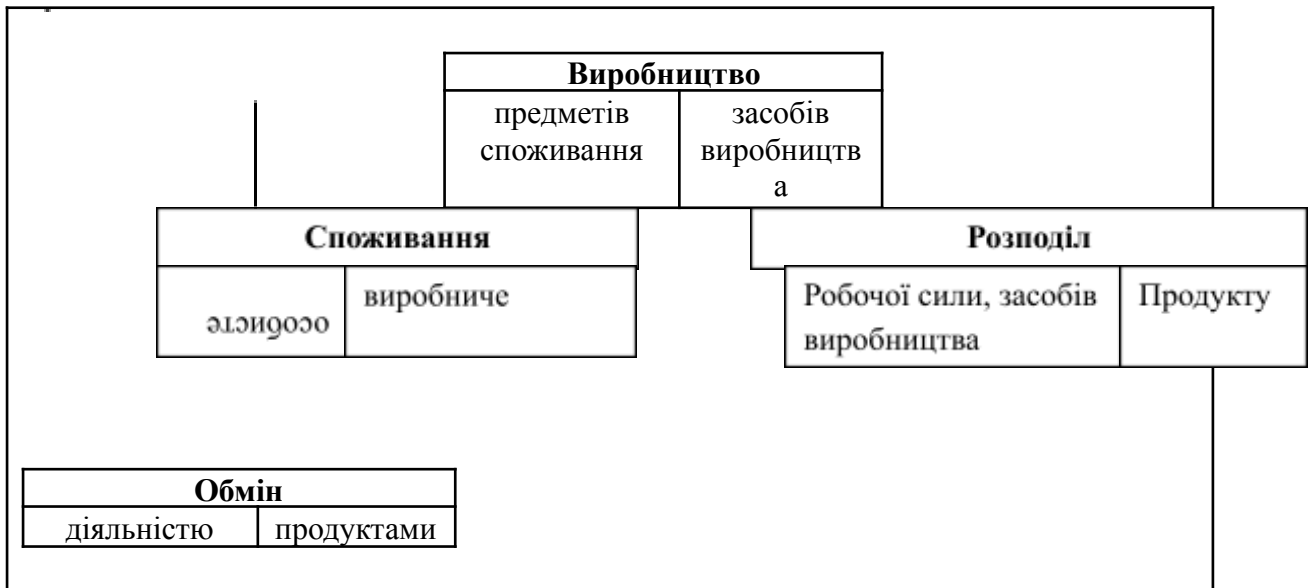 Виробництво
предметів
споживання
засобів
виробництв
а
Споживання
особисте
виробниче
Розподіл
Робочої сили, засобів
виробництва
Продукту
Обмін
діяльністю
продуктами